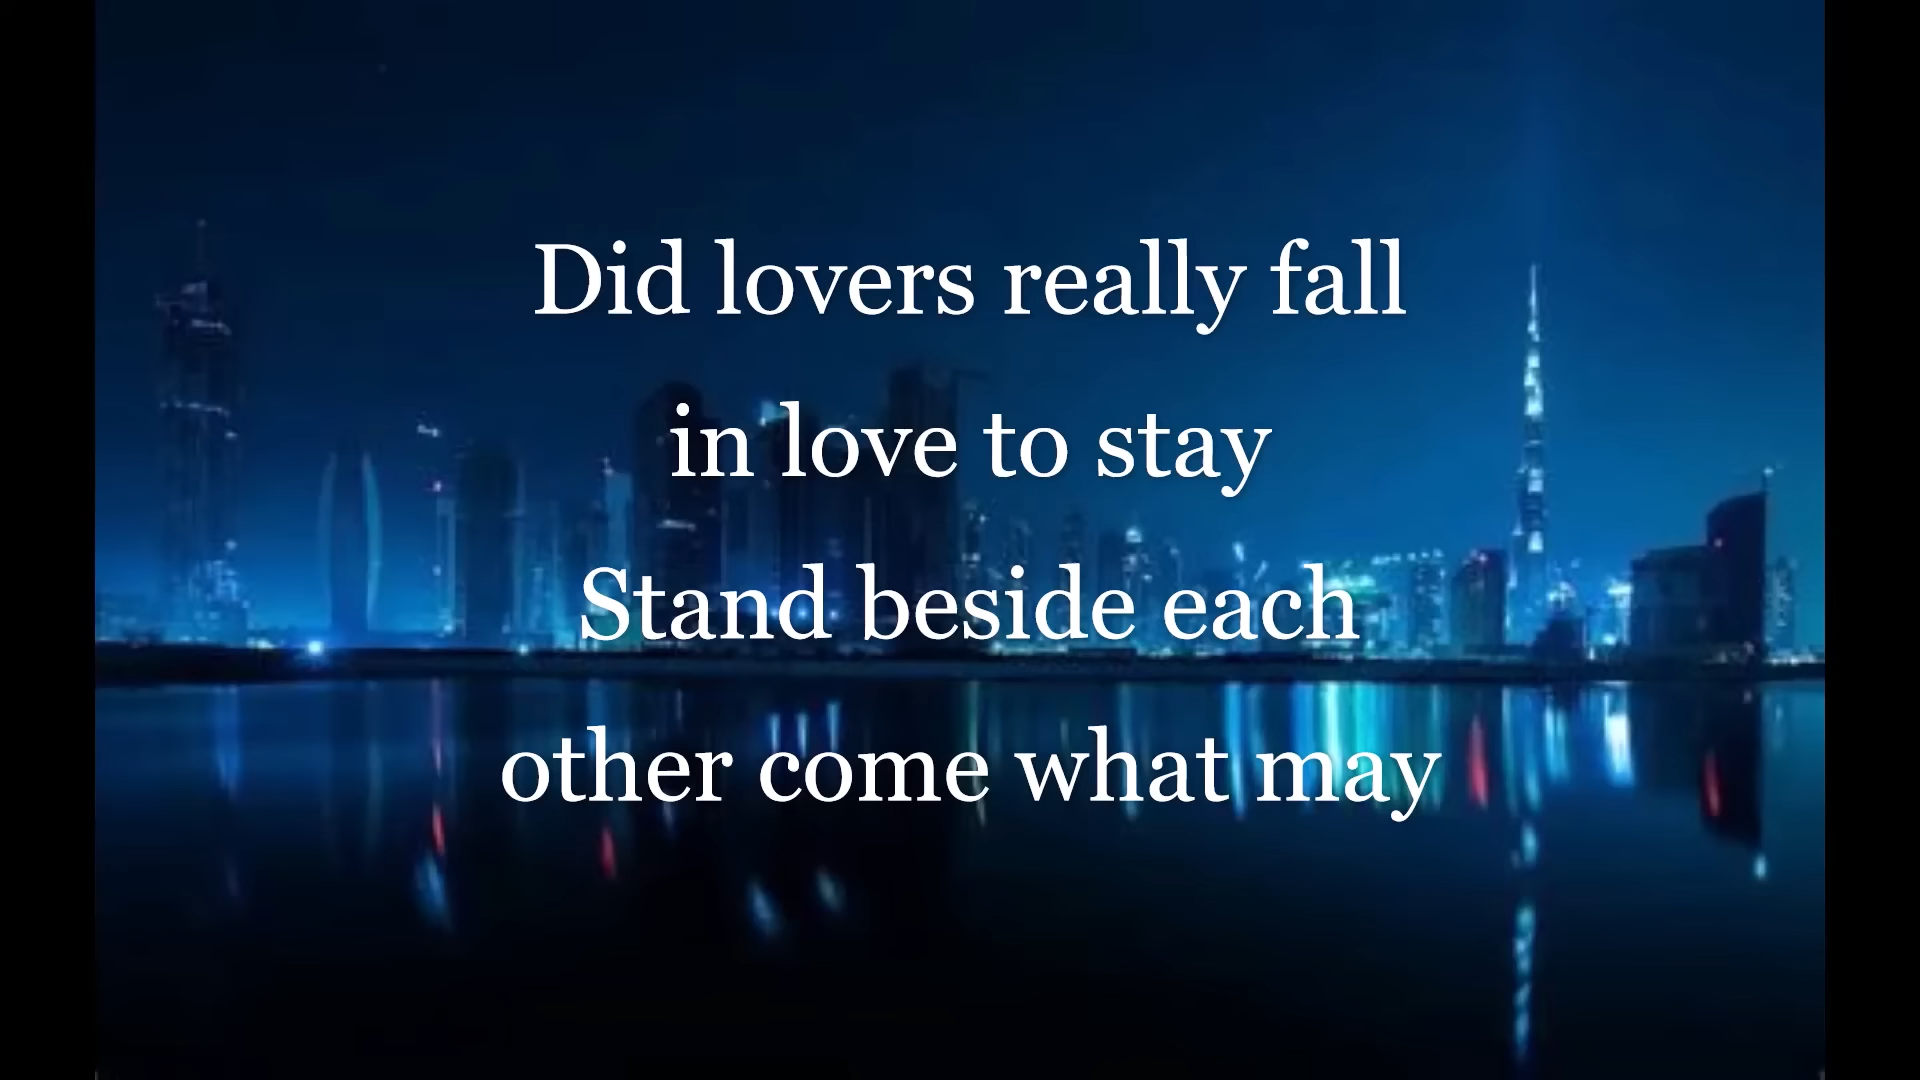 Did lovers really fall
in love to stay
Stand beside each
other come what may